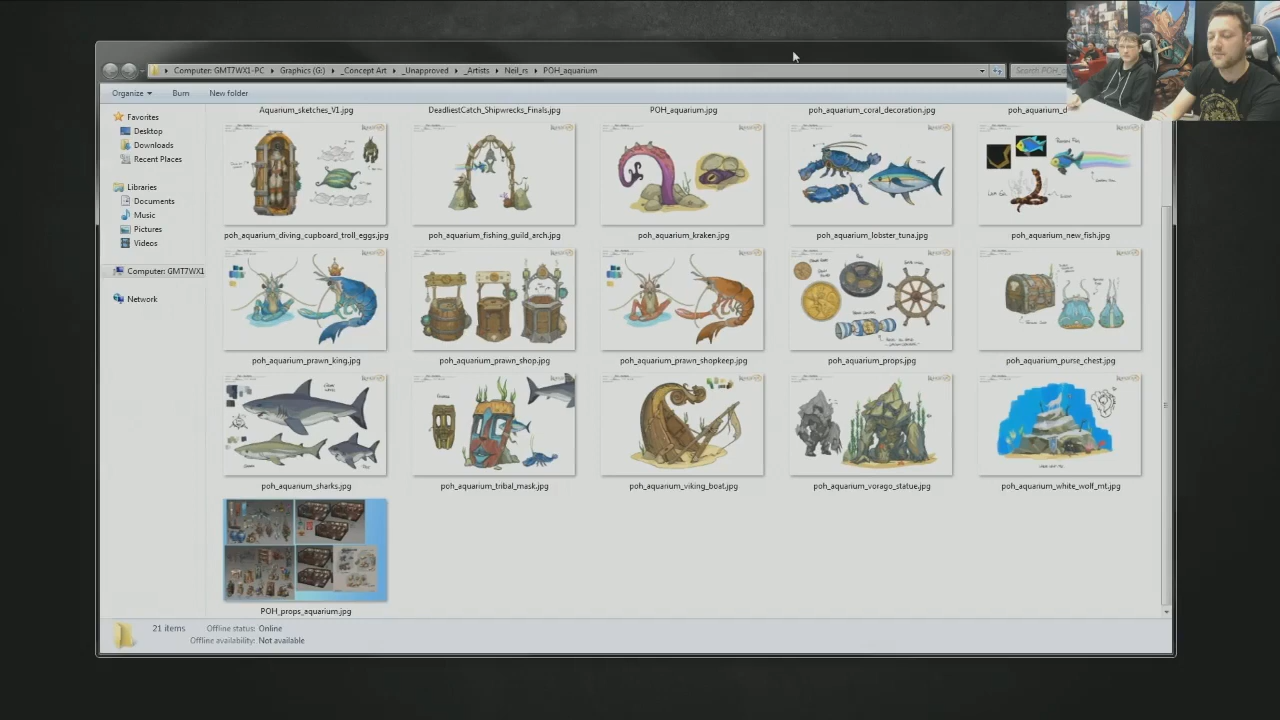 Computer: GMT7WX1-PC
Graphics (G:)
_Concept Art
_Unapproved
_Artists
Neil_rs
POH_aquarium
Organize
Burn
New folder
Favorites
Desktop
Downloads
Recent Places
Libraries
Documents
Music
Pictures
Videos
Computer: GMT7WX1
Network
Aquarium_sketches_V1.jpg
DeadliestCatch_Shipwrecks_Finals.jpg
POH_aquarium.jpg
poh_aquarium_coral_decoration.jpg
poh_aquarium_d
poh_aquarium_diving_cupboard_troll_eggs.jpg
poh_aquarium_fishing_guild_arch.jpg
poh_aquarium_kraken.jpg
poh_aquarium_lobster_tuna.jpg
poh_aquarium_new_fish.jpg
poh_aquarium_prawn_king.jpg
poh_aquarium_prawn_shop.jpg
poh_aquarium_prawn_shopkeep.jpg
poh_aquarium_props.jpg
poh_aquarium_purse_chest.jpg
poh_aquarium_sharks.jpg
poh_aquarium_tribal_mask.jpg
poh_aquarium_viking_boat.jpg
poh_aquarium_vorago_statue.jpg
poh_aquarium_white_wolf_mt.jpg
POH_props_aquarium.jpg
21 items
Offline status: Online
Offline availability: Not available